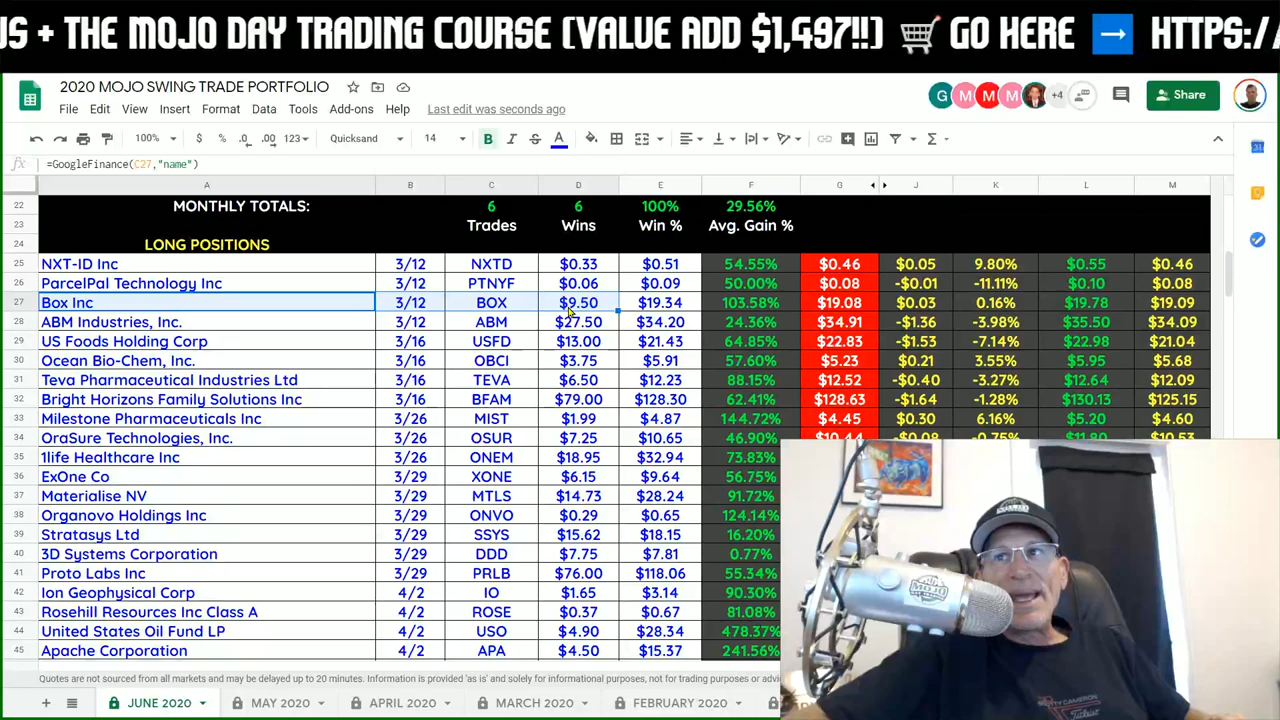 US + THE MOJO DAY TRADING COURSE (VALUE ADD $1,497!!) GO HERE HTTPS:/
2020 MOJO SWING TRADE PORTFOLIO
G M M M +4 Share
File Edit View Insert Format Data Tools Add-ons Help Last edit was seconds ago
100% $ % .0 .00 123 Quicksand 14 B I S A
fx =GoogleFinance(C27,"name")
A B C D E F G J K L M
22 MONTHLY TOTALS: 6 6 100% 29.56%
23 Trades Wins Win % Avg. Gain %
24 LONG POSITIONS
25 NXT-ID Inc 3/12 NXTD $0.33 $0.51 54.55% $0.46 $0.05 9.80% $0.55 $0.46
26 ParcelPal Technology Inc 3/12 PTNYF $0.06 $0.09 50.00% $0.08 -$0.01 -11.11% $0.10 $0.08
27 Box Inc 3/12 BOX $9.50 $19.34 103.58% $19.08 $0.03 0.16% $19.78 $19.09
28 ABM Industries, Inc. 3/12 ABM $27.50 $34.20 24.36% $34.91 -$1.36 -3.98% $35.50 $34.09
29 US Foods Holding Corp 3/12 USFD $13.00 $21.43 64.85% $22.83 -$1.53 -7.14% $22.98 $21.04
30 Ocean Bio-Chem, Inc. 3/16 OBCI $3.75 $5.91 57.60% $5.23 $0.21 3.55% $5.95 $5.68
31 Teva Pharmaceutical Industries Ltd 3/16 TEVA $6.50 $12.23 88.15% $12.52 -$0.40 -3.27% $12.64 $12.09
32 Bright Horizons Family Solutions Inc 3/16 BFAM $79.00 $128.30 62.41% $128.63 -$1.64 -1.28% $130.13 $125.15
33 Milestone Pharmaceuticals Inc 3/26 MIST $1.99 $4.87 144.72% $4.45 $0.30 6.16% $5.20 $4.60
34 OraSure Technologies, Inc. 3/26 OSUR $7.25 $10.65 46.90% $10.44 -$0.08 -0.75% $11.80 $10.53
35 1life Healthcare Inc 3/26 ONEM $18.95 $32.94 73.83%
36 ExOne Co 3/29 XONE $6.15 $9.64 56.75%
37 Materialise NV 3/29 MTLS $14.73 $28.24 91.72%
38 Organovo Holdings Inc 3/29 ONVO $0.29 $0.65 124.14%
39 Stratasys Ltd 3/29 SSYS $15.62 $18.15 16.20%
40 3D Systems Corporation 3/29 DDD $7.75 $7.81 0.77%
41 Proto Labs Inc 3/29 PRLB $76.00 $118.06 55.34%
42 Ion Geophysical Corp 4/2 IO $1.65 $3.14 90.30%
43 Rosehill Resources Inc Class A 4/2 ROSE $0.37 $0.67 81.08%
44 United States Oil Fund LP 4/2 USO $4.90 $28.34 478.37%
45 Apache Corporation 4/2 APA $4.50 $15.37 241.56%
MOJO
SCOTTY CAMERON
Titleist
Quotes are not sourced from all markets and may be delayed up to 20 minutes. Information is provided 'as is' and solely for informational purposes, not for trading purposes or advi
JUNE 2020 MAY 2020 APRIL 2020 MARCH 2020 FEBRUARY 2020